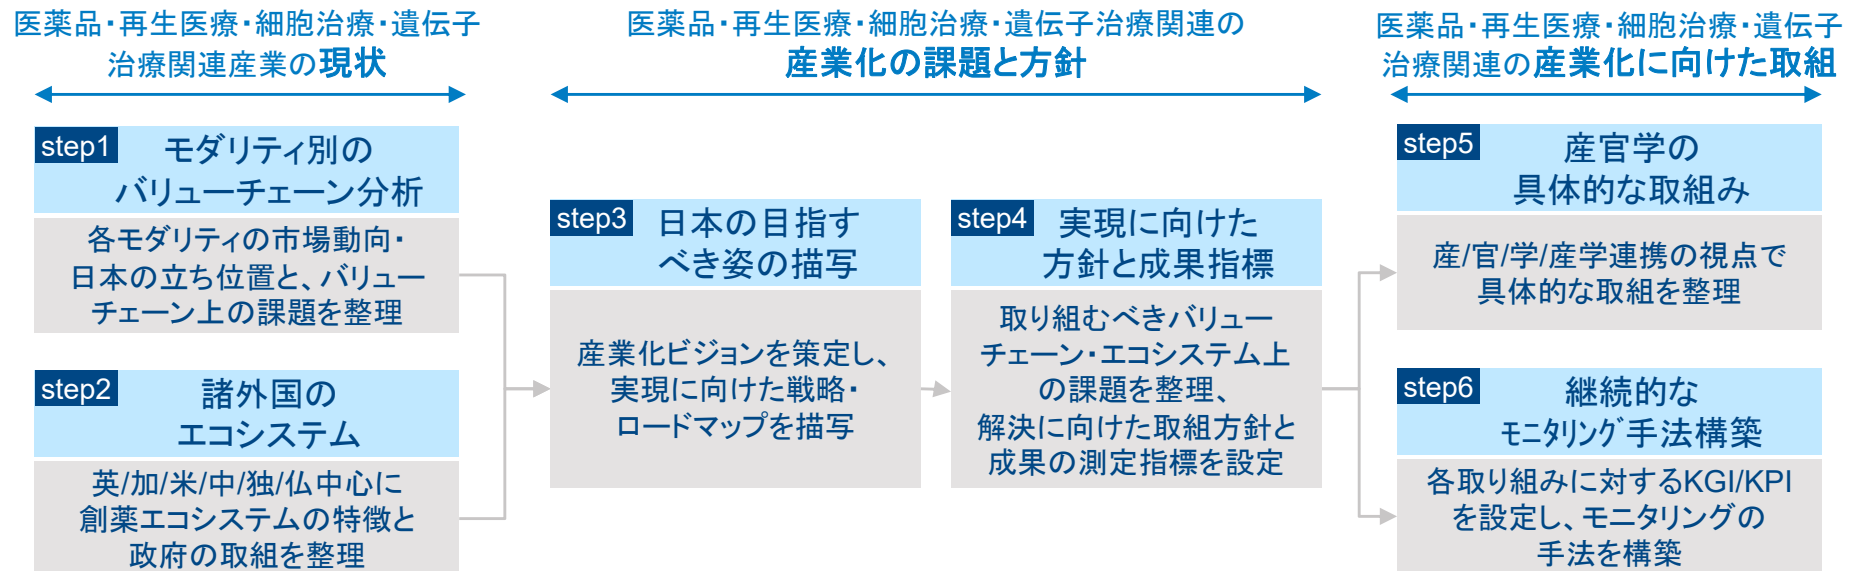 医薬品・再生医療・細胞治療・遺伝子
治療関連産業の現状
医薬品・再生医療・細胞治療・遺伝子治療関連の
産業化の課題と方針
医薬品・再生医療・細胞治療・遺伝子
治療関連の産業化に向けた取組
step1
モダリティ別の
バリューチェーン分析
各モダリティの市場動向・
日本の立ち位置と、バリュー
チェーン上の課題を整理
step2
諸外国の
エコシステム
英/加/米/中/独/仏中心に
創薬エコシステムの特徴と
政府の取組を整理
step3
日本の目指す
べき姿の描写
産業化ビジョンを策定し、
実現に向けた戦略・
ロードマップを描写
step4
実現に向けた
方針と成果指標
取り組むべきバリュー
チェーン・エコシステム上
の課題を整理、
解決に向けた取組方針と
成果の測定指標を設定
step5
産官学の
具体的な取組み
産/官/学/産学連携の視点で
具体的な取組を整理
step6
継続的な
ﾓﾆﾀﾘﾝｸﾞ手法構築
各取り組みに対するKGI/KPI
を設定し、モニタリングの
手法を構築